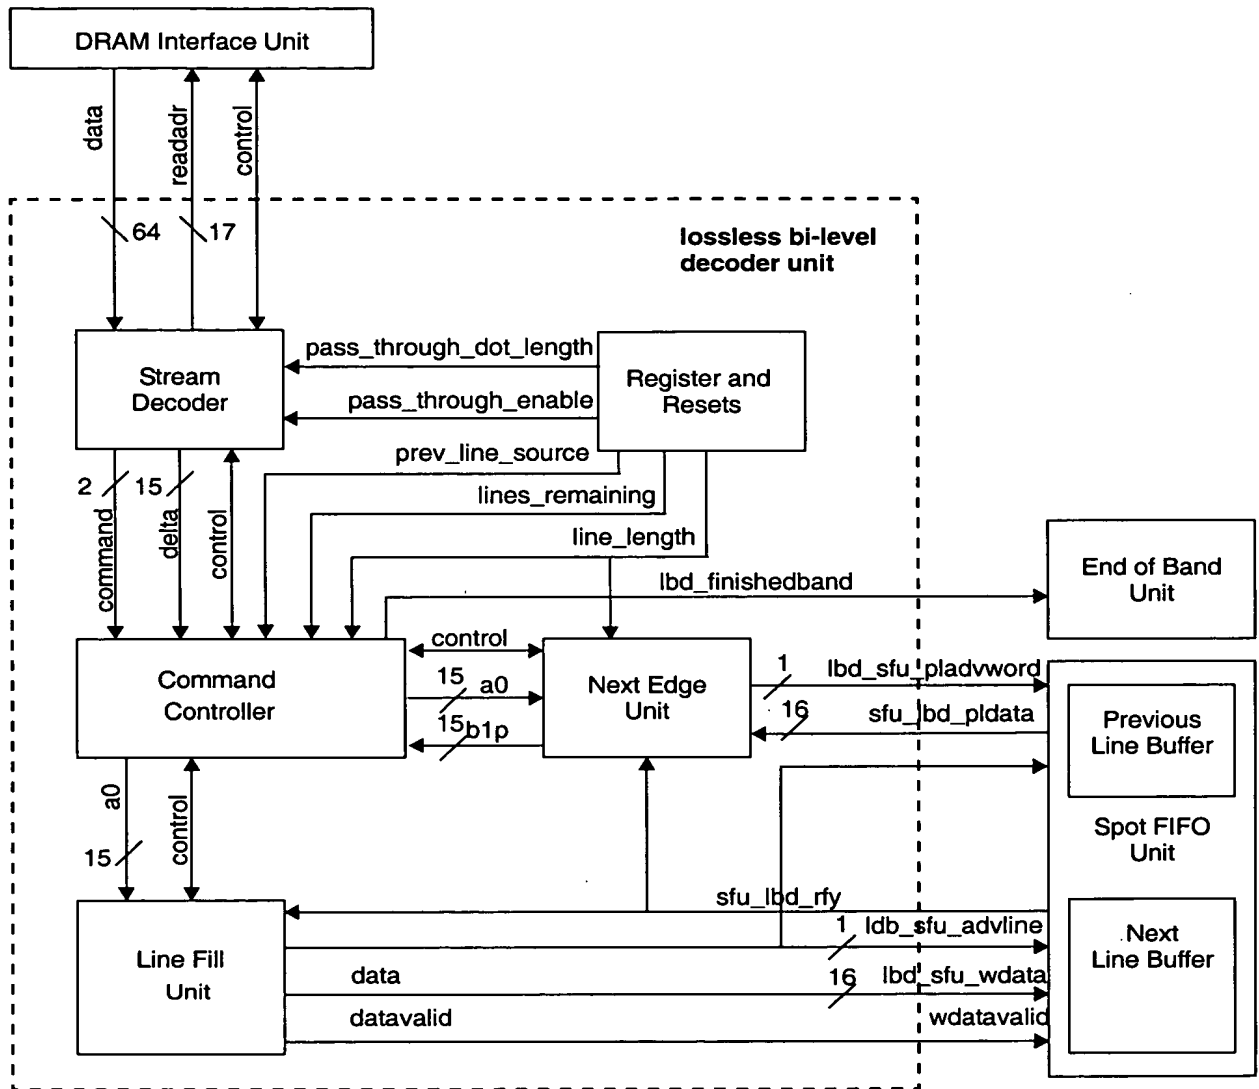 DRAM Interface Unit
data
readadr
control
64
17
lossless bi-level
decoder unit
Stream
Decoder
pass_through_dot_length
pass_through_enable
Register and
Resets
prev_line_source
lines_remaining
line_length
2
15
command
delta
control
lbd_finishedband
End of Band
Unit
Command
Controller
control
15
a0
15
b1p
Next Edge
Unit
1
lbd_sfu_pladvword
16
sfu_lbd_pldata
Previous
Line Buffer
Spot FIFO
Unit
a0
control
15
sfu_lbd_rfy
1
ldb_sfu_advline
Next
Line Buffer
Line Fill
Unit
data
16
lbd_sfu_wdata
datavalid
wdatavalid